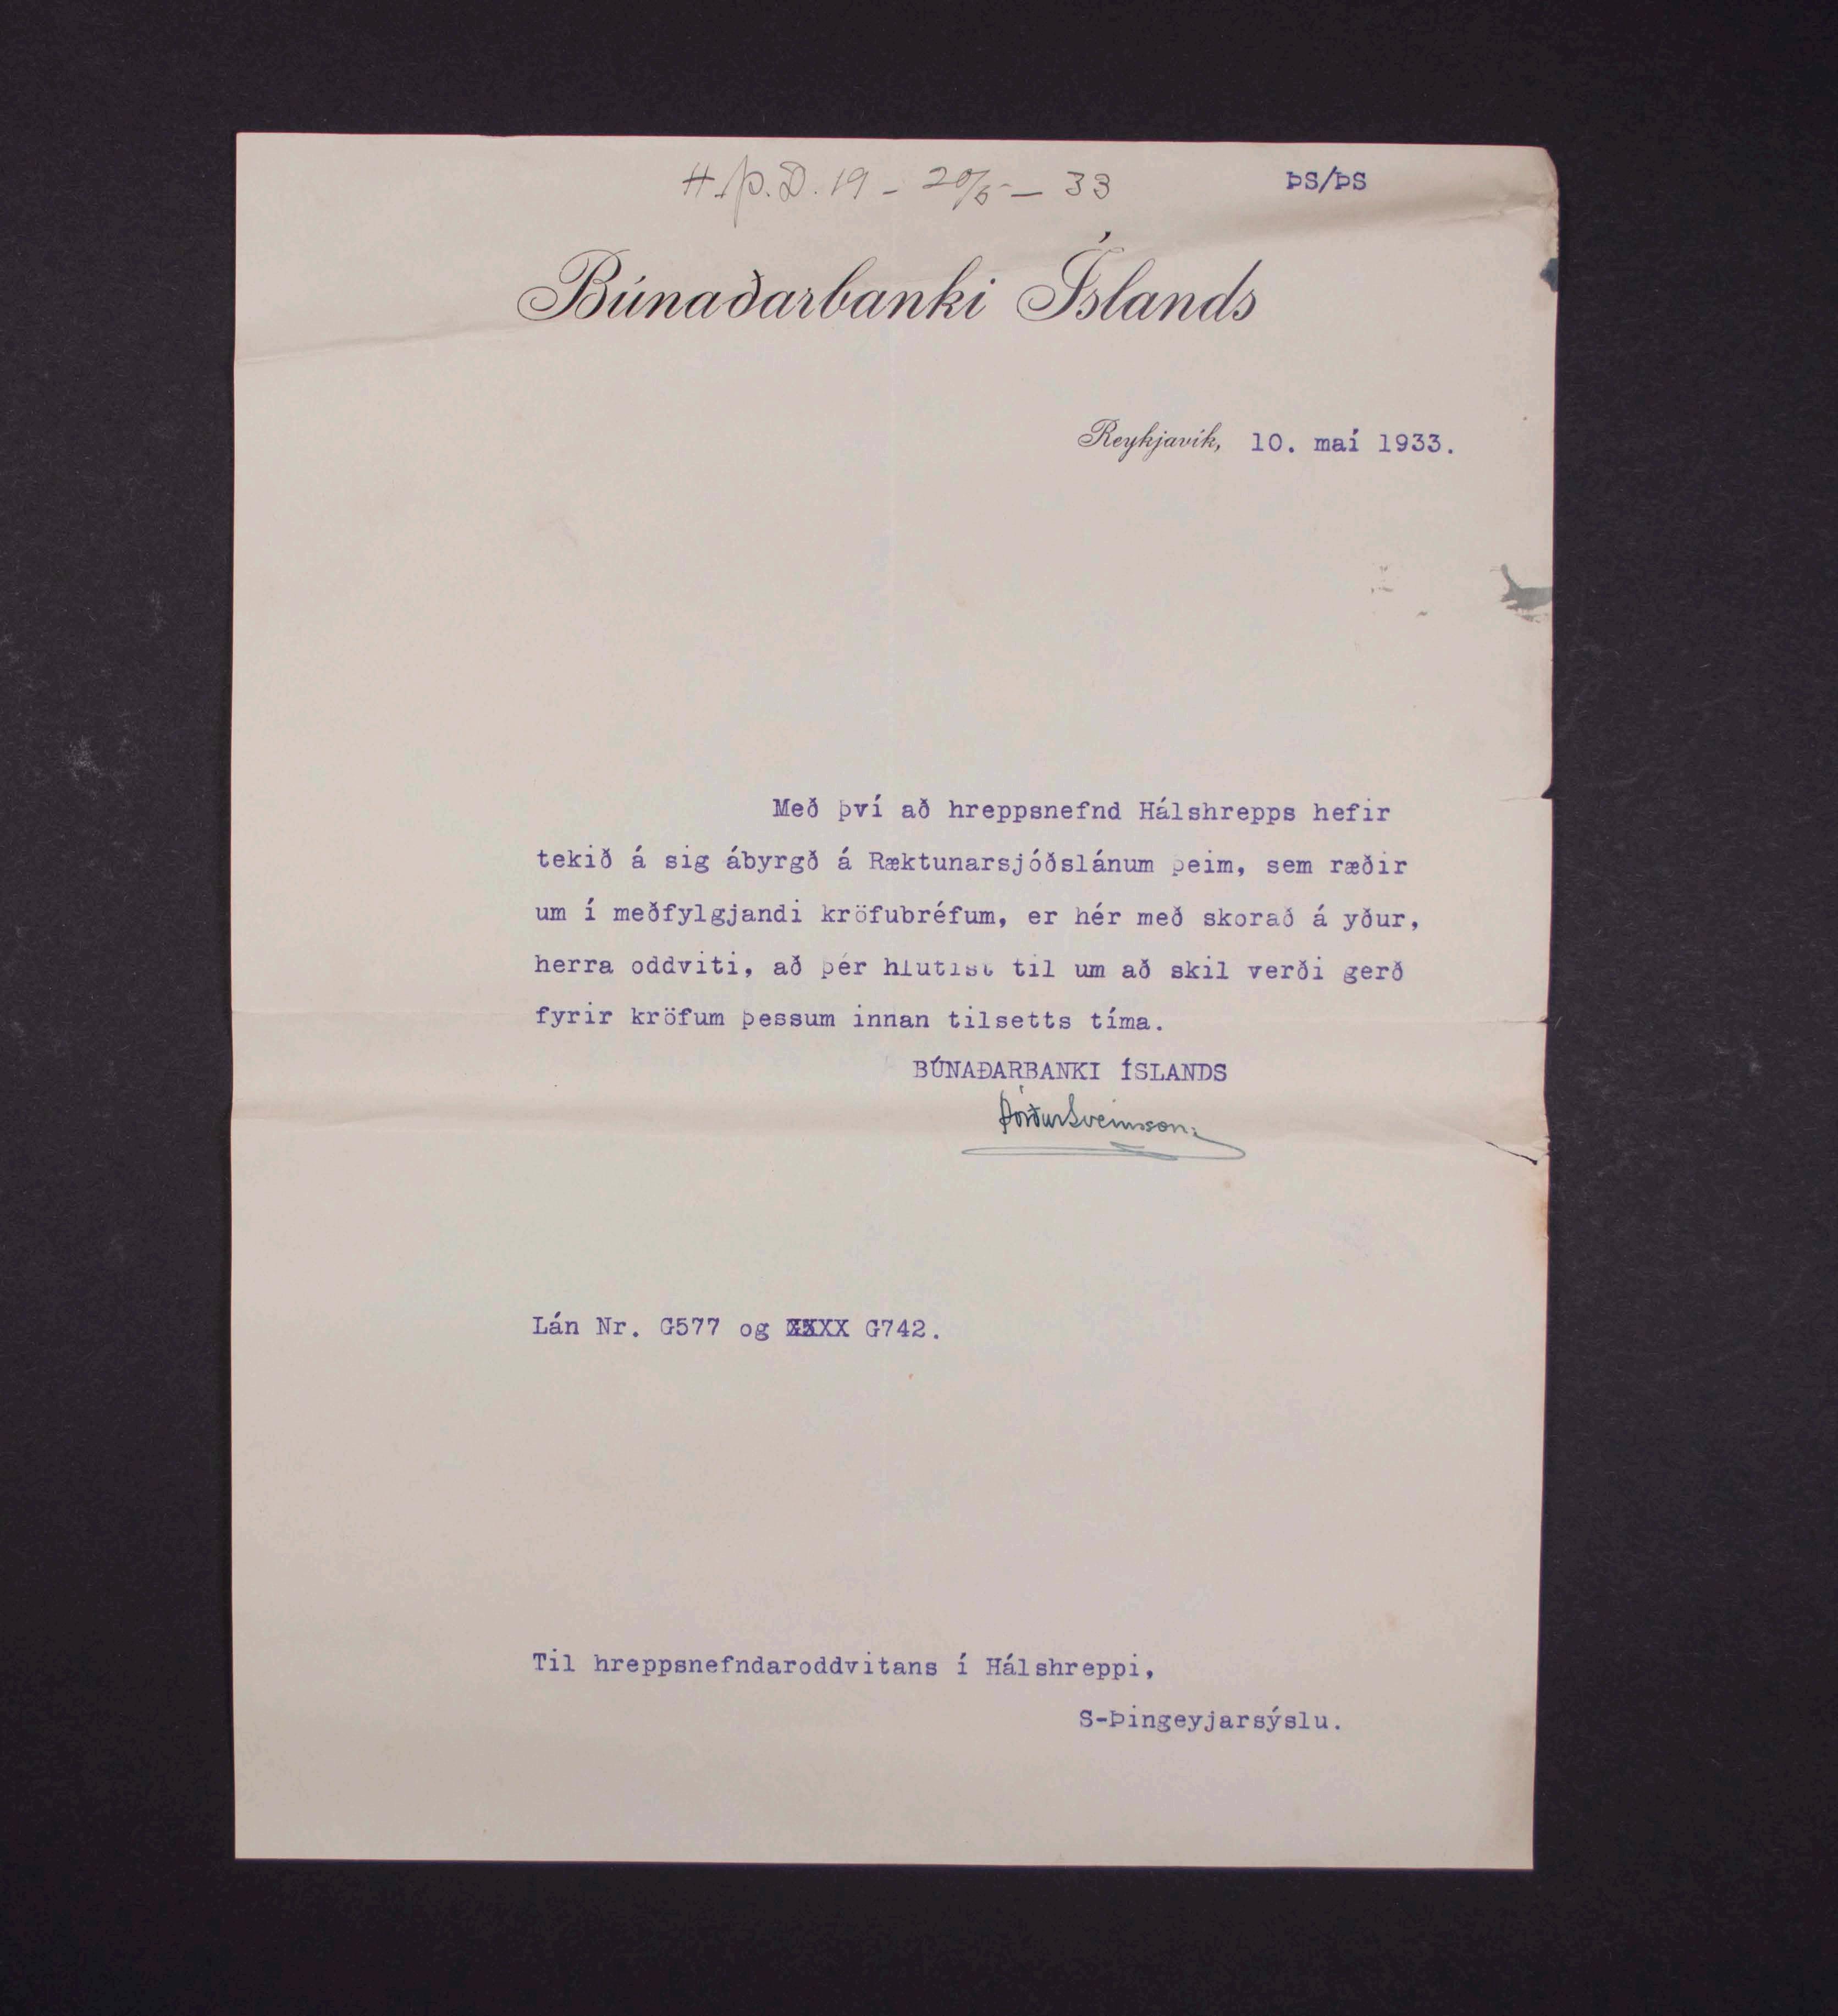 H.Þ.D. 19 - 20/5 - 33
ÞS/ÞS
Búnaðarbanki Íslands
Reykjavík, 10. maí 1933.
Með því að hreppsnefnd Hálshrepps hefir
tekið á sig ábyrgð á Ræktunarsjóðslánum þeim, sem ræðir
um í meðfylgjandi kröfubréfum, er hér með skorað á yður,
herra oddviti, að þér hlutist til um að skil verði gerð
fyrir kröfum þessum innan tilsetts tíma.
BÚNAÐARBANKI ÍSLANDS
Þórður Sveinsson.
Lán Nr. G577 og XXXX G742.
Til hreppsnefndaroddvitans í Hálshreppi,
S-Þingeyjarsýslu.